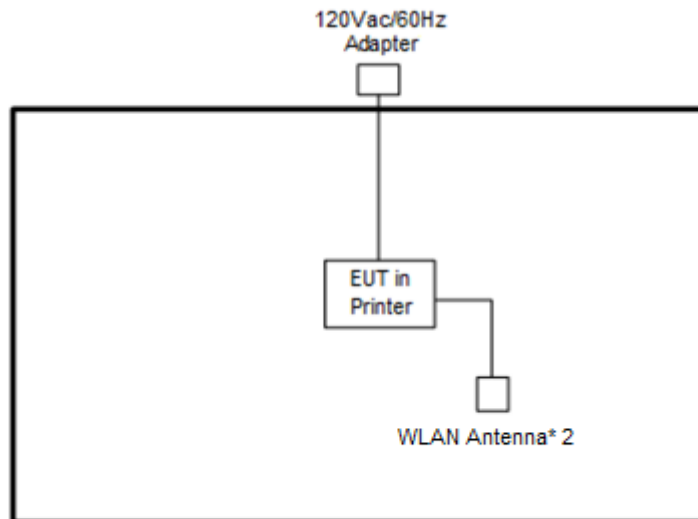 120Vac/60Hz
Adapter
EUT in
Printer
WLAN Antenna* 2